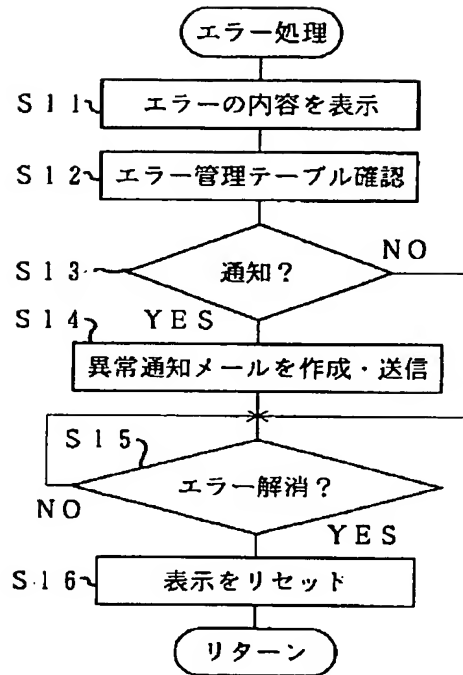 エラー処理
S11
エラーの内容を表示
S12
エラー管理テーブル確認
S13
通知?
NO
S14
YES
異常通知メールを作成・送信
S15
エラー解消?
NO
YES
S16
表示をリセット
リターン